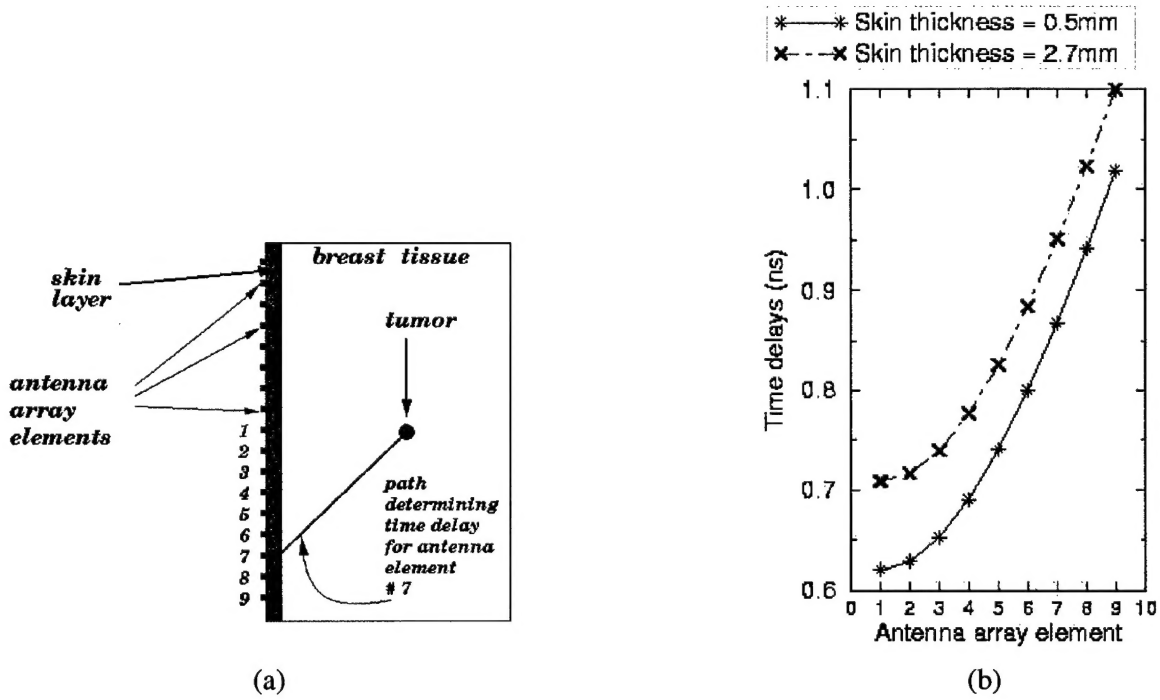 skin
layer
antenna
array
elements
breast tissue
tumor
1
2
3
4
5
6
7
8
9
path
determining
time delay
for antenna
element
# 7
(a)
Skin thickness = 0.5mm
Skin thickness = 2.7mm
Time delays (ns)
1.1
1.0
0.9
0.8
0.7
0.6
0 1 2 3 4 5 6 7 8 9 10
Antenna array element
(b)